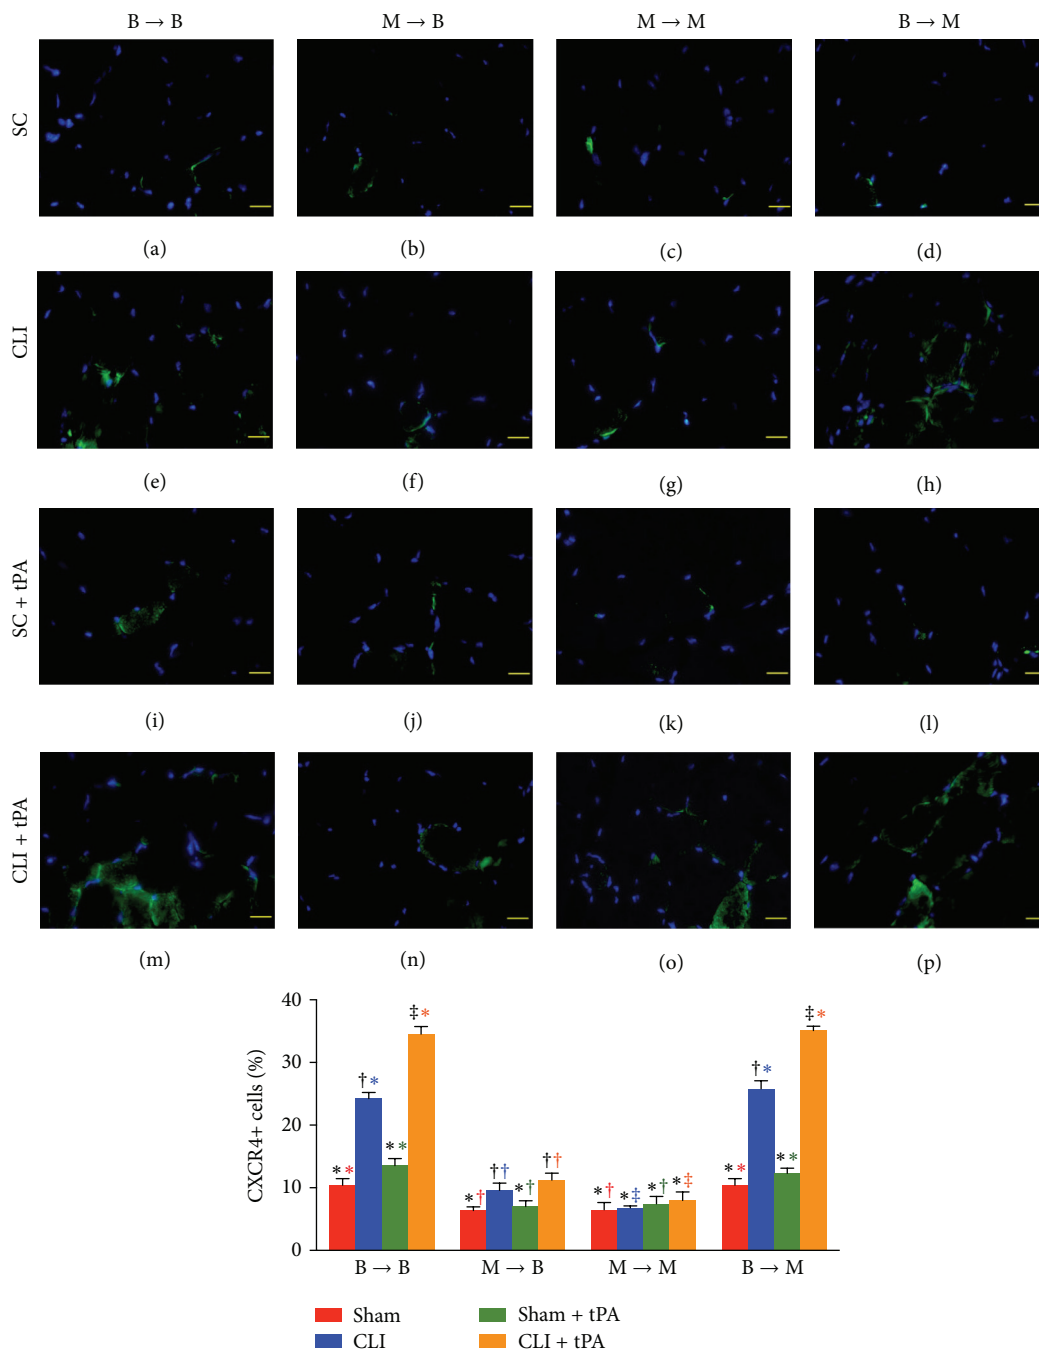 B → B M → B M → M B → M
SC
(a) (b) (c) (d)
CLI
(e) (f) (g) (h)
SC + tPA
(i) (j) (k) (l)
CLI + tPA
(m) (n) (o) (p)
CXCR4+ cells (%)
40
30
20
10
0
** †* ** ‡*
*† †† *† ††
*† *‡ *† *‡
** †* ** ‡*
B → B M → B M → M B → M
Sham Sham + tPA
CLI CLI + tPA